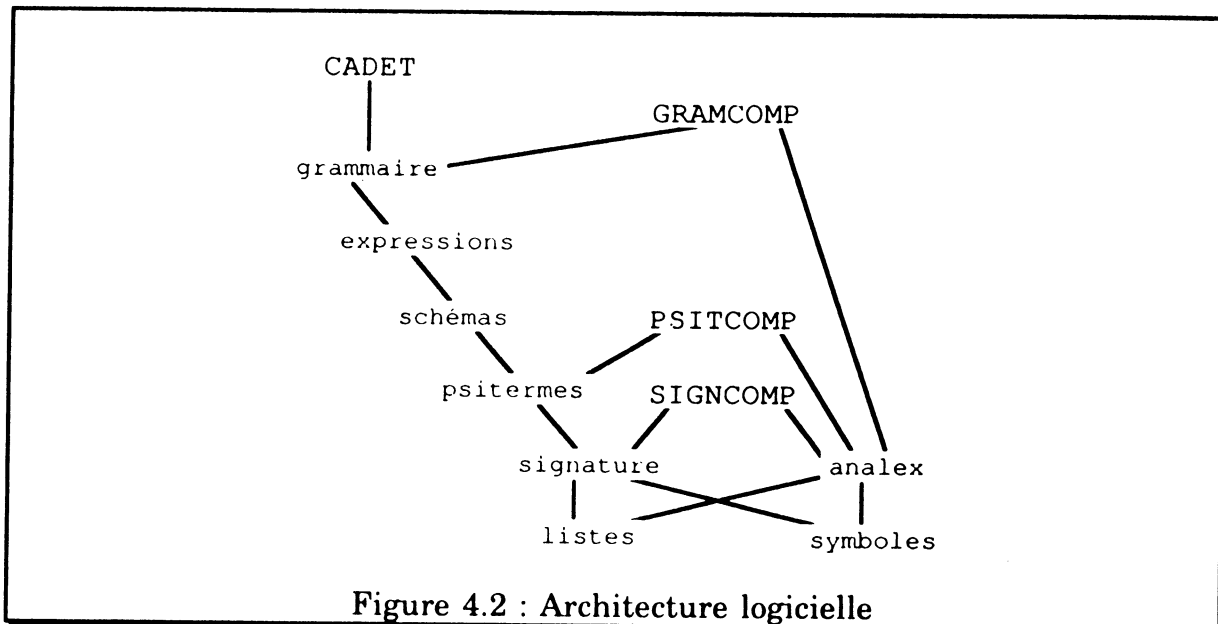 CADET
GRAMCOMP
grammaire
expressions
schémas
PSITCOMP
psitermes
SIGNCOMP
signature
analex
listes
symboles
Figure 4.2 : Architecture logicielle